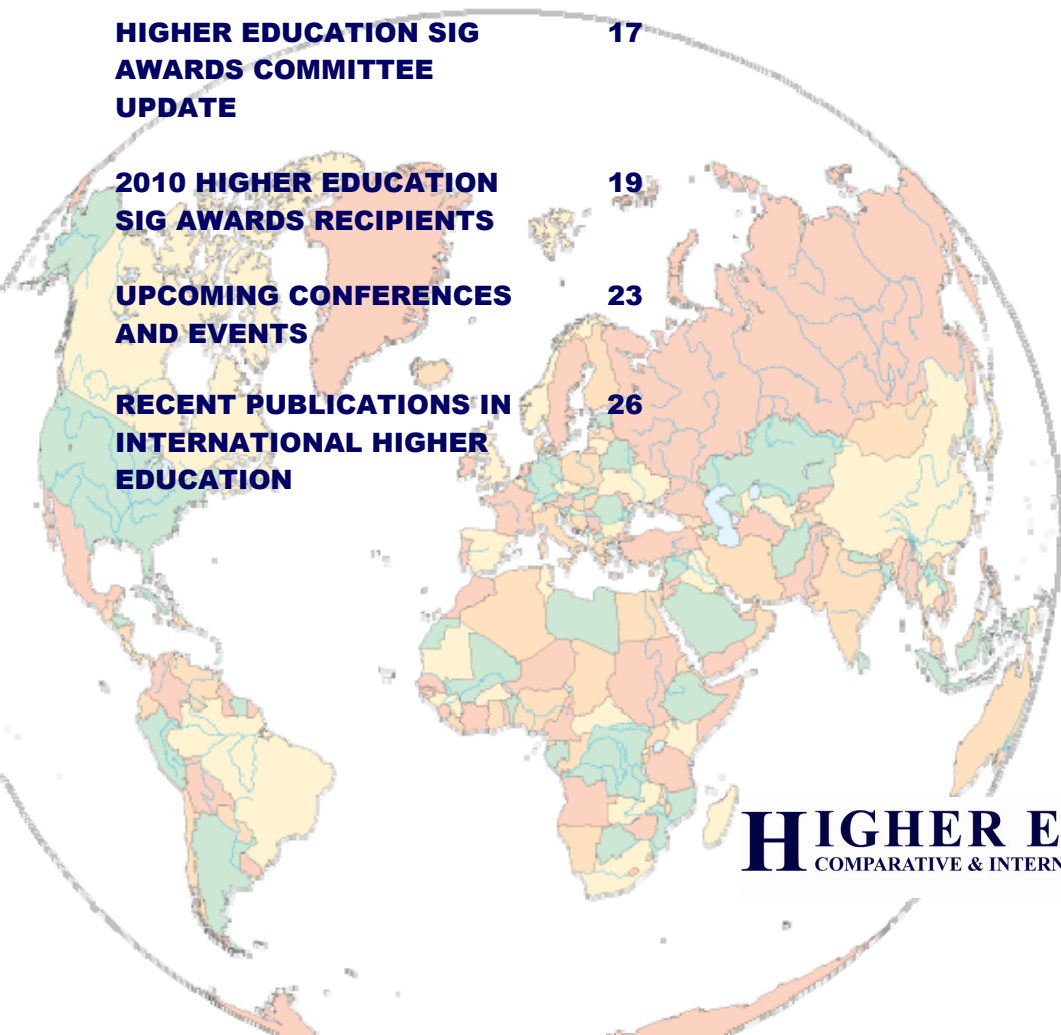 HIGHER EDUCATION SIG 17
AWARDS COMMITTEE
UPDATE
2010 HIGHER EDUCATION 19
SIG AWARDS RECIPIENTS
UPCOMING CONFERENCES 23
AND EVENTS
RECENT PUBLICATIONS IN 26
INTERNATIONAL HIGHER
EDUCATION
HIGHER E
COMPARATIVE & INTERN